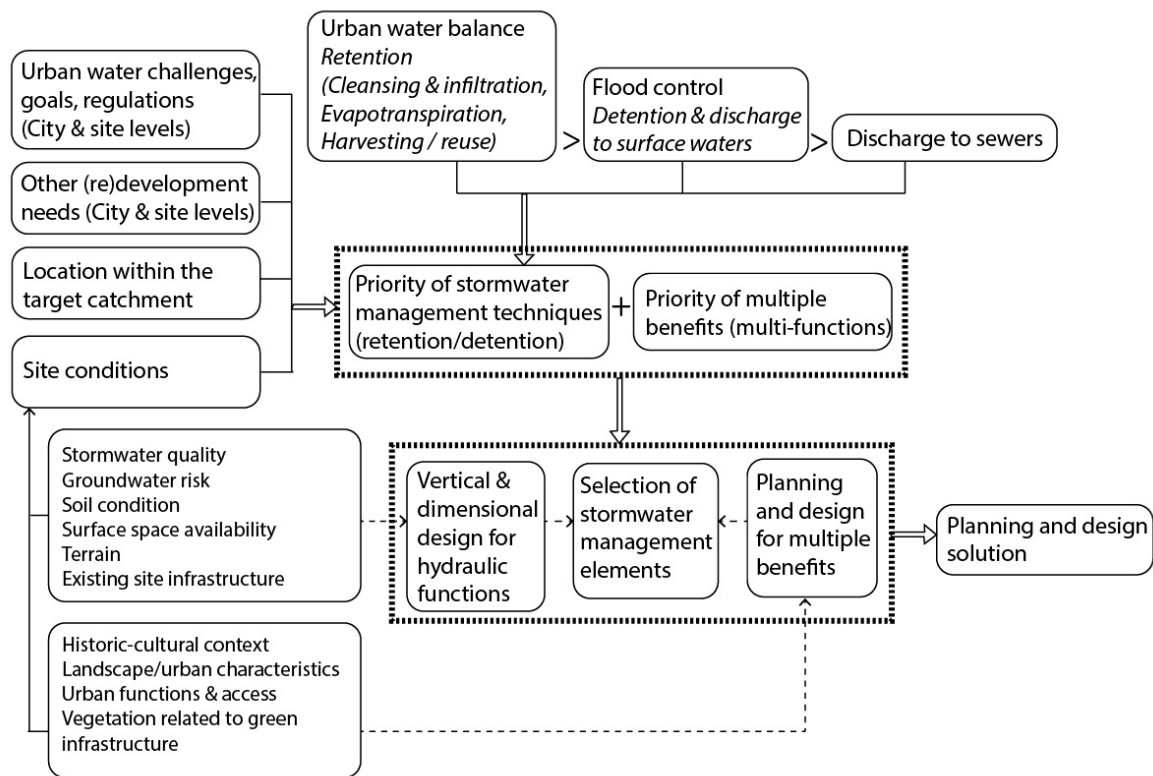 Urban water balance
Retention
(Cleansing & infiltration,
Evapotranspiration,
Harvesting / reuse)
>
Flood control
Detention & discharge
to surface waters
>
Discharge to sewers
Urban water challenges,
goals, regulations
(City & site levels)
Other (re)development
needs (City & site levels)
Location within the
target catchment
Site conditions
Priority of stormwater
management techniques
(retention/detention)
+
Priority of multiple
benefits (multi-functions)
Stormwater quality
Groundwater risk
Soil condition
Surface space availability
Terrain
Existing site infrastructure
Historic-cultural context
Landscape/urban characteristics
Urban functions & access
Vegetation related to green
infrastructure
Vertical &
dimensional
design for
hydraulic
functions
Selection of
stormwater
management
elements
Planning
and design
for multiple
benefits
Planning and design
solution